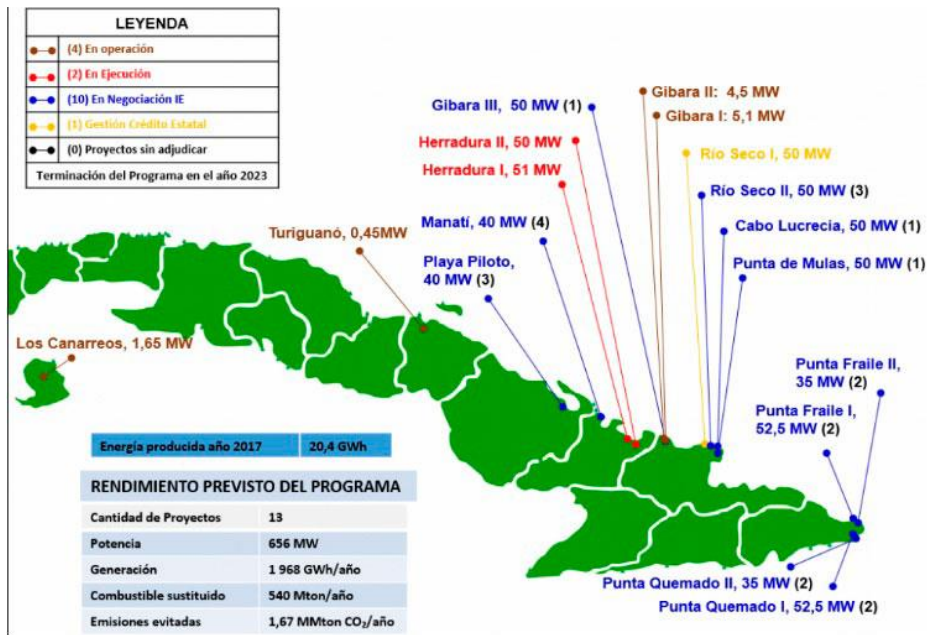 LEYENDA
(4) En operación
(2) En Ejecución
(10) En Negociación IE
(1) Gestión Crédito Estatal
(0) Proyectos sin adjudicar
Terminación del Programa en el año 2023
Gibara II: 4,5 MW
Gibara I: 5,1 MW
Gibara III, 50 MW (1)
Herradura II, 50 MW
Herradura I, 51 MW
Río Seco I, 50 MW
Río Seco II, 50 MW (3)
Manatí, 40 MW (4)
Cabo Lucrecia, 50 MW (1)
Turiguanó, 0,45MW
Playa Piloto,
40 MW (3)
Punta de Mulas, 50 MW (1)
Los Canarreos, 1,65 MW
Punta Fraile II,
35 MW (2)
Punta Fraile I,
52,5 MW (2)
Energía producida año 2017 20,4 GWh
RENDIMIENTO PREVISTO DEL PROGRAMA
Cantidad de Proyectos 13
Potencia 656 MW
Generación 1 968 GWh/año
Combustible sustituido 540 Mton/año
Emisiones evitadas 1,67 MMton CO₂/año
Punta Quemado II, 35 MW (2)
Punta Quemado I, 52,5 MW (2)